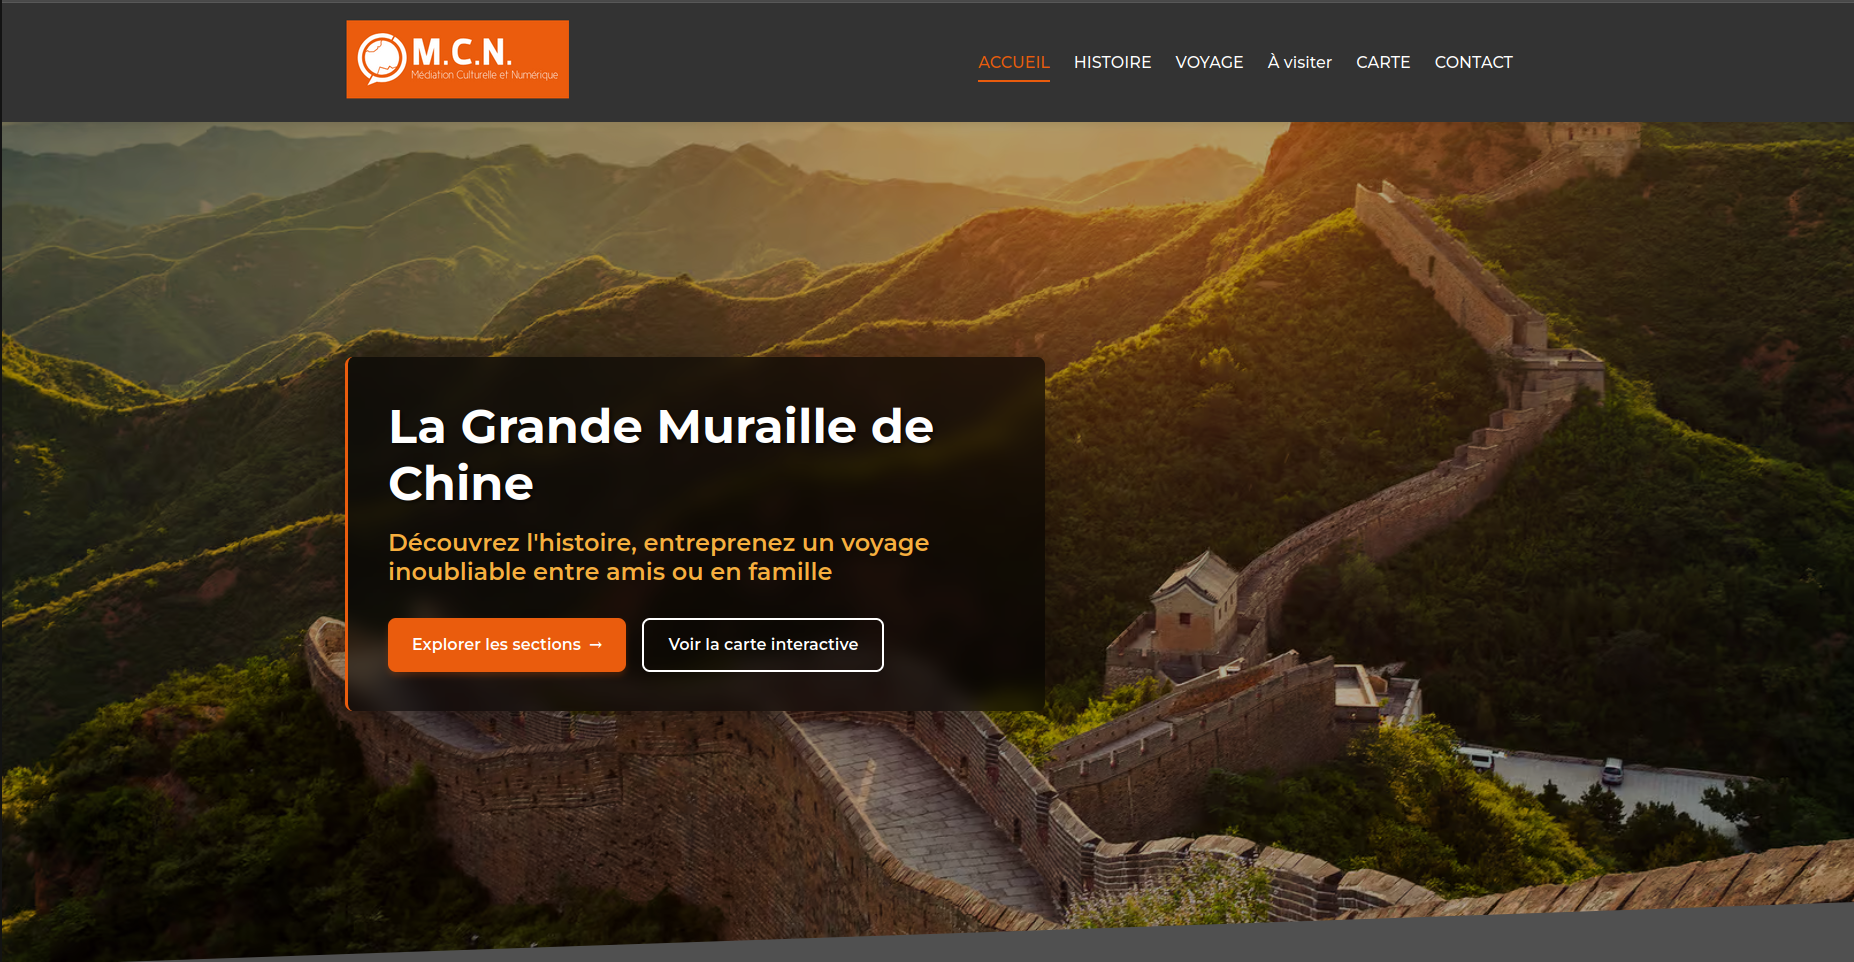 M.C.N.
Médiation Culturelle et Numérique
ACCUEIL HISTOIRE VOYAGE À visiter CARTE CONTACT
La Grande Muraille de
Chine
Découvrez l'histoire, entreprenez un voyage
inoubliable entre amis ou en famille
Explorer les sections →
Voir la carte interactive